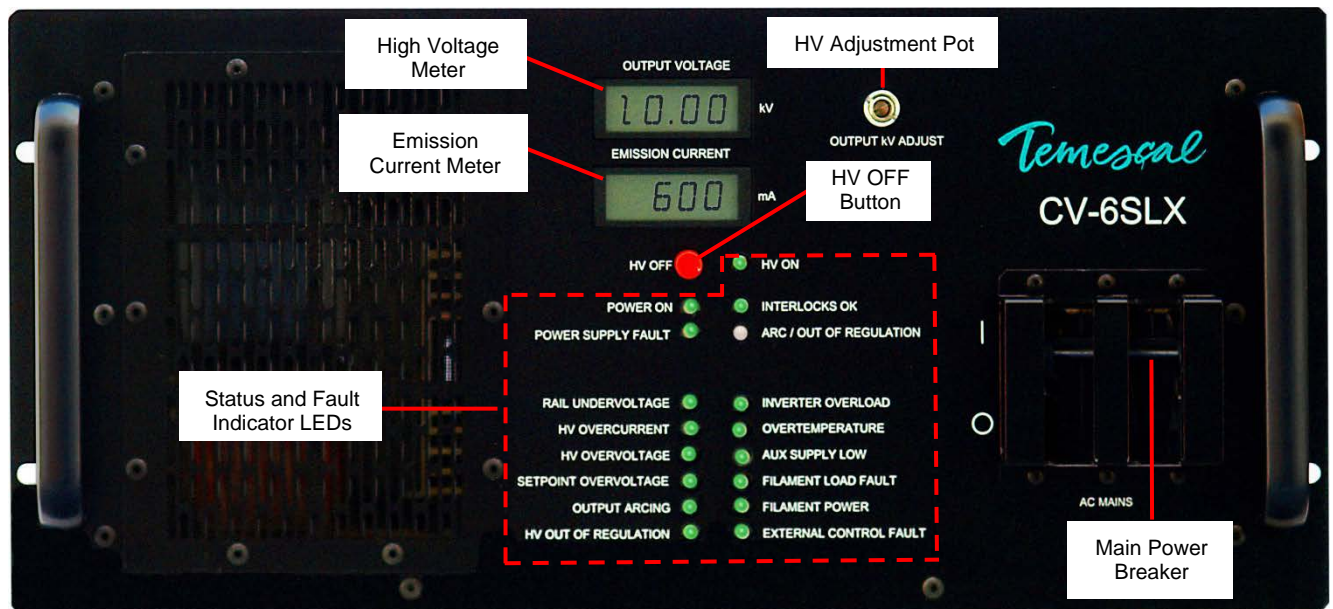 High Voltage
Meter
HV Adjustment Pot
OUTPUT VOLTAGE
10.00 kV
OUTPUT kV ADJUST
Emission
Current Meter
EMISSION CURRENT
600 mA
HV OFF
Button
Temescal
CV-6SLX
HV OFF
HV ON
POWER ON
INTERLOCKS OK
POWER SUPPLY FAULT
ARC / OUT OF REGULATION
I
Status and Fault
Indicator LEDs
RAIL UNDERVOLTAGE
INVERTER OVERLOAD
HV OVERCURRENT
OVERTEMPERATURE
O
HV OVERVOLTAGE
AUX SUPPLY LOW
SETPOINT OVERVOLTAGE
FILAMENT LOAD FAULT
OUTPUT ARCING
FILAMENT POWER
HV OUT OF REGULATION
EXTERNAL CONTROL FAULT
AC MAINS
Main Power
Breaker